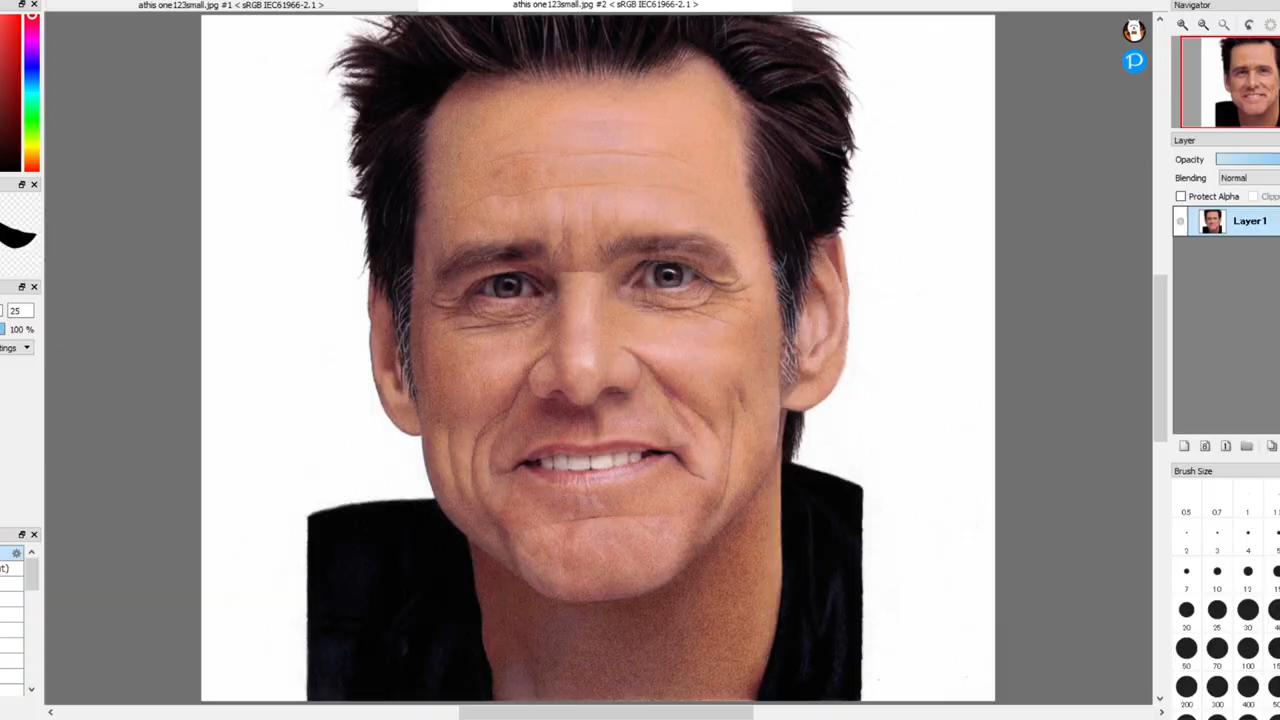 athis one123small.jpg #1 < sRGB IEC61966-2.1 >
athis one123small.jpg #2 < sRGB IEC61966-2.1 >
Navigator
Layer
Opacity
Blending Normal
Protect Alpha
Layer1
25
100 %
Brush Size
0.5 0.7 1
2 3 4
7 10 12
20 25 30
50 70 100
200 300 400